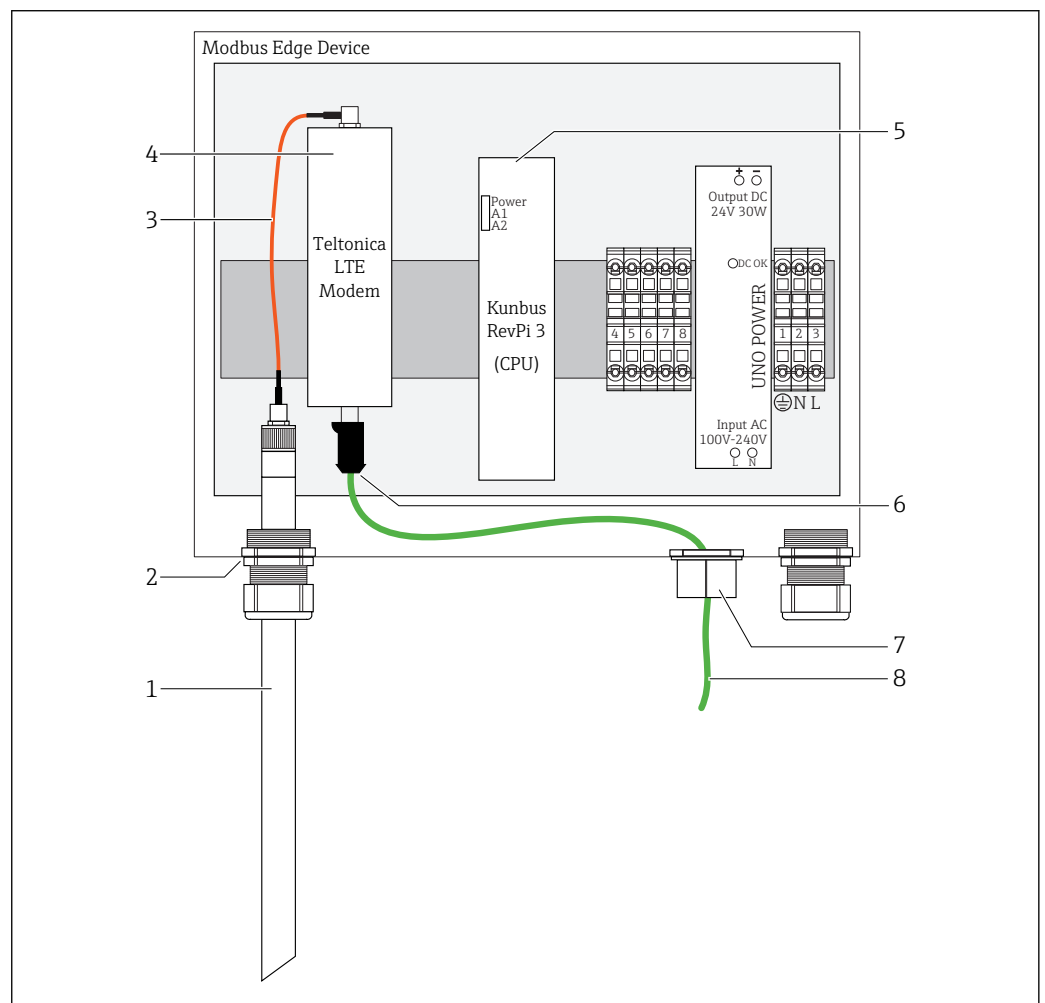 Modbus Edge Device
4
3
5
Teltonica
LTE
Modem
Power
A1
A2
Kunbus
RevPi 3
(CPU)
+ −
Output DC
24V 30W
DC OK
UNO POWER
4 5 6 7 8
1 2 3
N L
Input AC
100V-240V
L N
6
2
7
1
8